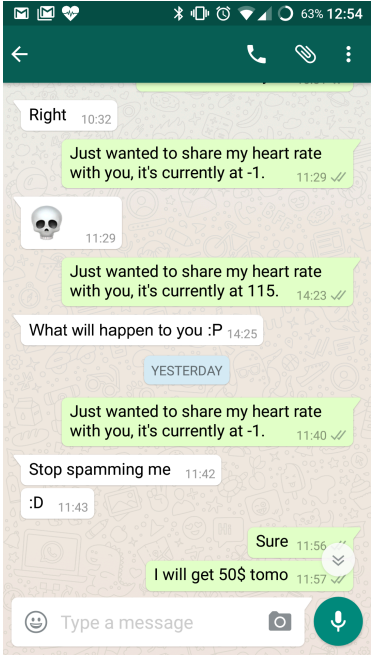 63% 12:54
Right 10:32
Just wanted to share my heart rate
with you, it's currently at -1. 11:29
11:29
Just wanted to share my heart rate
with you, it's currently at 115. 14:23
What will happen to you :P 14:25
YESTERDAY
Just wanted to share my heart rate
with you, it's currently at -1. 11:40
Stop spamming me 11:42
:D 11:43
Sure 11:56
I will get 50$ tomo 11:57
Type a message